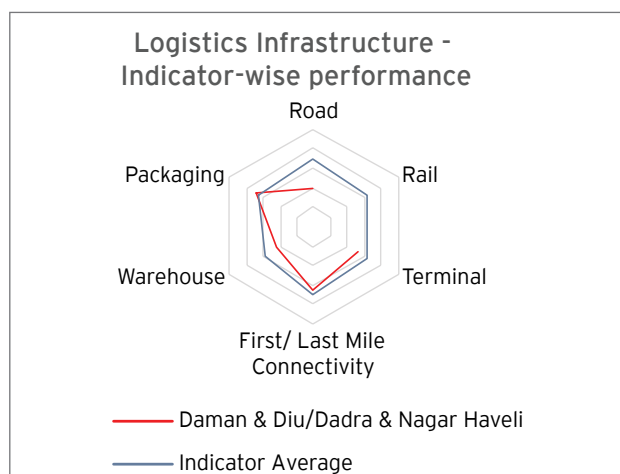 Logistics Infrastructure -
Indicator-wise performance
Road
Packaging
Rail
Warehouse
Terminal
First/ Last Mile
Connectivity
Daman & Diu/Dadra & Nagar Haveli
Indicator Average